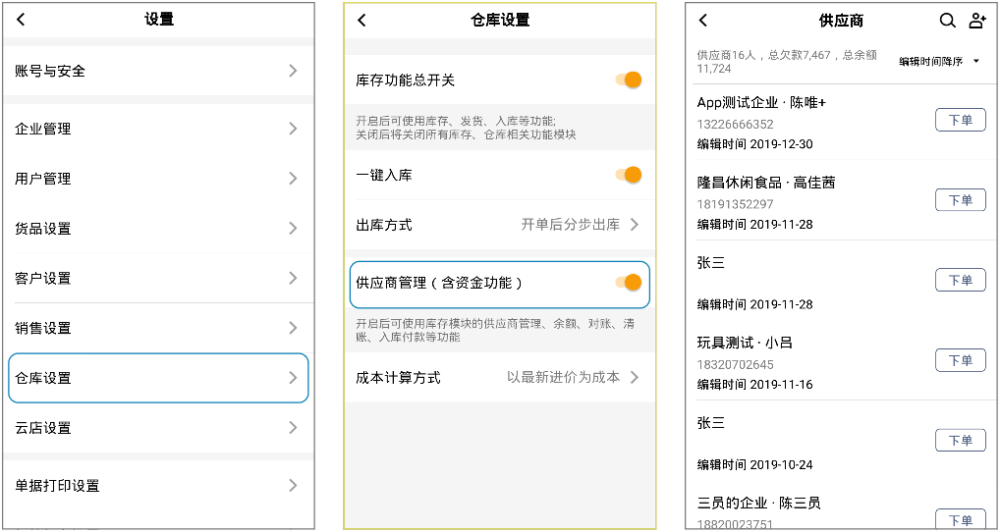 设置
账号与安全
企业管理
用户管理
货品设置
客户设置
销售设置
仓库设置
云店设置
单据打印设置
仓库设置
库存功能总开关
开启后可使用库存、发货、入库等功能;
关闭后将关闭所有库存、仓库相关功能模块
一键入库
出库方式 开单后分步出库
供应商管理（含资金功能）
开启后可使用库存模块的供应商管理、余额、对账、清
账、入库付款等功能
成本计算方式 以最新进价为成本
供应商
供应商16人，总欠款7,467，总余额
11,724
编辑时间降序
App测试企业 · 陈唯+
13226666352
编辑时间 2019-12-30
下单
隆昌休闲食品 · 高佳茜
18191352297
编辑时间 2019-11-28
下单
张三
编辑时间 2019-11-28
下单
玩具测试 · 小吕
18320702645
编辑时间 2019-11-16
下单
张三
编辑时间 2019-10-24
下单
三员的企业 · 陈三员
18820023751
下单